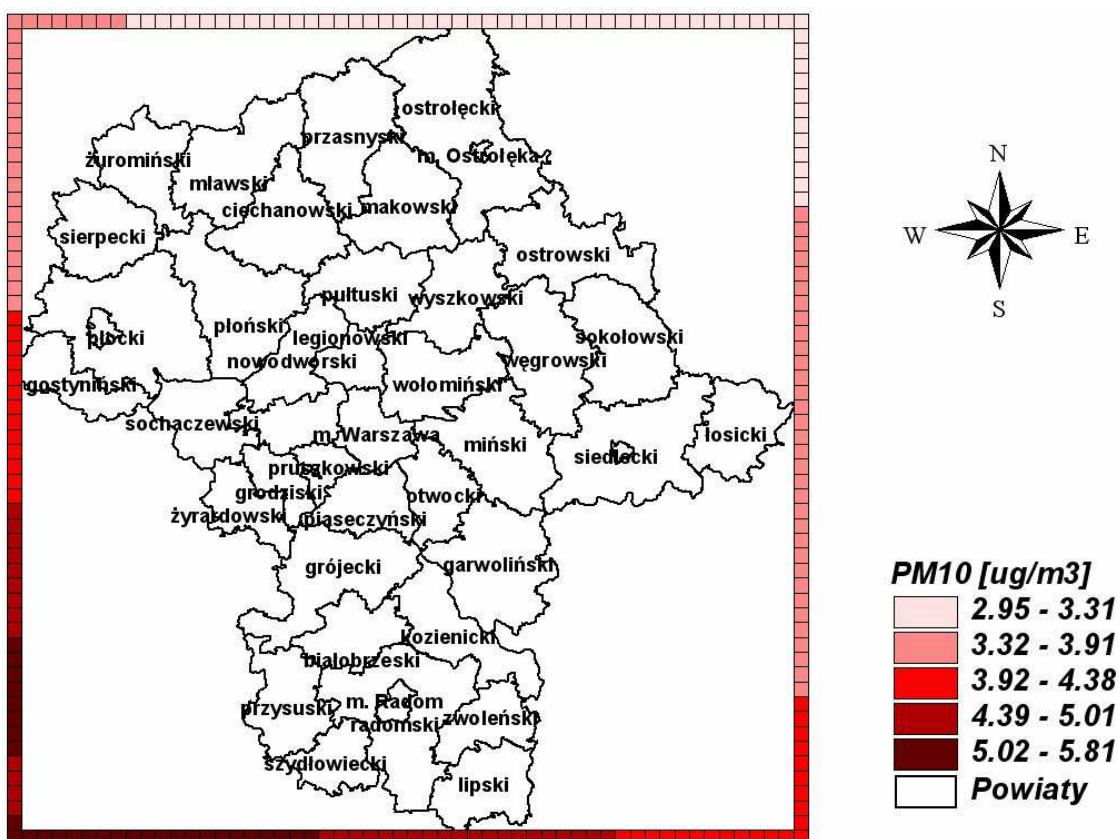 ostrołęcki
przasnyski
m. Ostrołęka
żuromiński
mławski
ciechanowski
makowski
sierpecki
ostrowski
pułtuski
wyszkowski
płoński
legionowski
płocki
sokołowski
nowodworski
węgrowski
gostyniński
wołomiński
sochaczewski
m. Warszawa
miński
łosicki
siedlecki
pruszkowski
grodziski
otwocki
żyrardowski
piaseczyński
grójecki
garwoliński
kozienicki
białobrzeski
m. Radom
przysuski
radomski
zwoleński
szydłowiecki
lipski
N
W
E
S
PM10 [ug/m3]
2.95 - 3.31
3.32 - 3.91
3.92 - 4.38
4.39 - 5.01
5.02 - 5.81
Powiaty